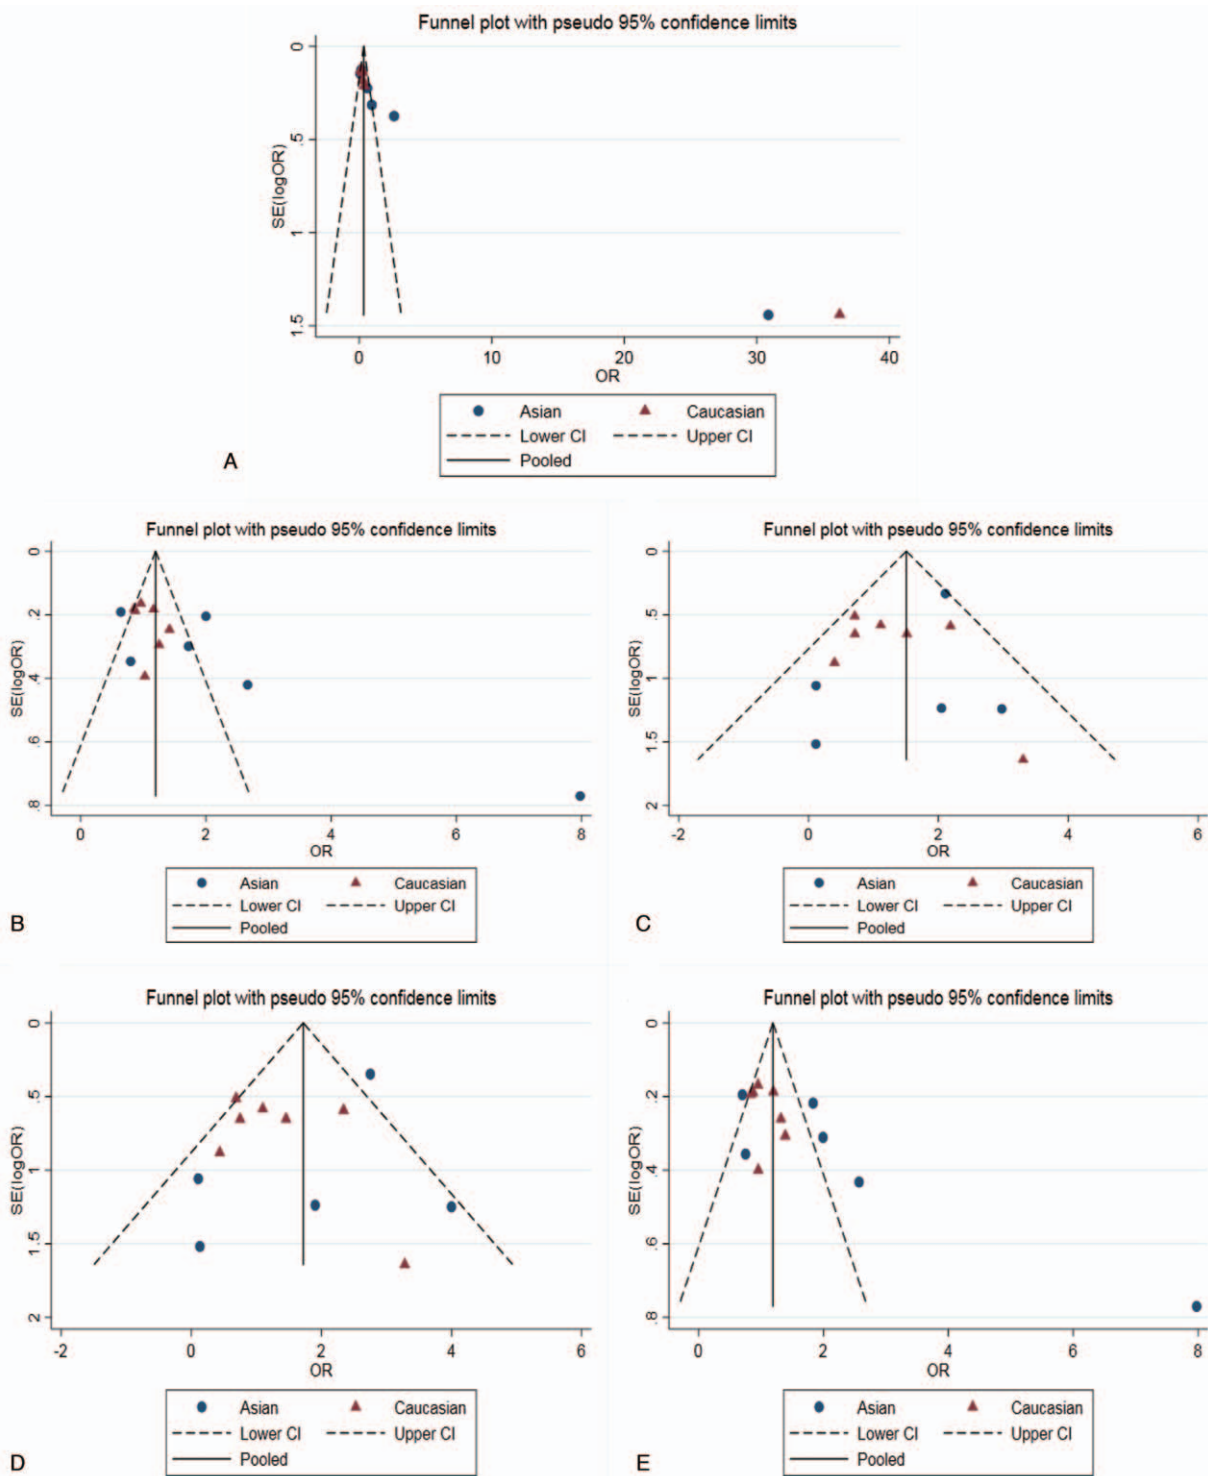 Funnel plot with pseudo 95% confidence limits
0
.5
1
1.5
SE(logOR)
0 10 20 30 40
OR
Asian Caucasian
Lower CI Upper CI
Pooled
A
Funnel plot with pseudo 95% confidence limits
0
.2
.4
.6
.8
SE(logOR)
0 2 4 6 8
OR
Asian Caucasian
Lower CI Upper CI
Pooled
B
Funnel plot with pseudo 95% confidence limits
0
.5
1
1.5
2
SE(logOR)
-2 0 2 4 6
OR
Asian Caucasian
Lower CI Upper CI
Pooled
C
Funnel plot with pseudo 95% confidence limits
0
.5
1
1.5
2
SE(logOR)
-2 0 2 4 6
OR
Asian Caucasian
Lower CI Upper CI
Pooled
D
Funnel plot with pseudo 95% confidence limits
0
.2
.4
.6
.8
SE(logOR)
0 2 4 6 8
OR
Asian Caucasian
Lower CI Upper CI
Pooled
E